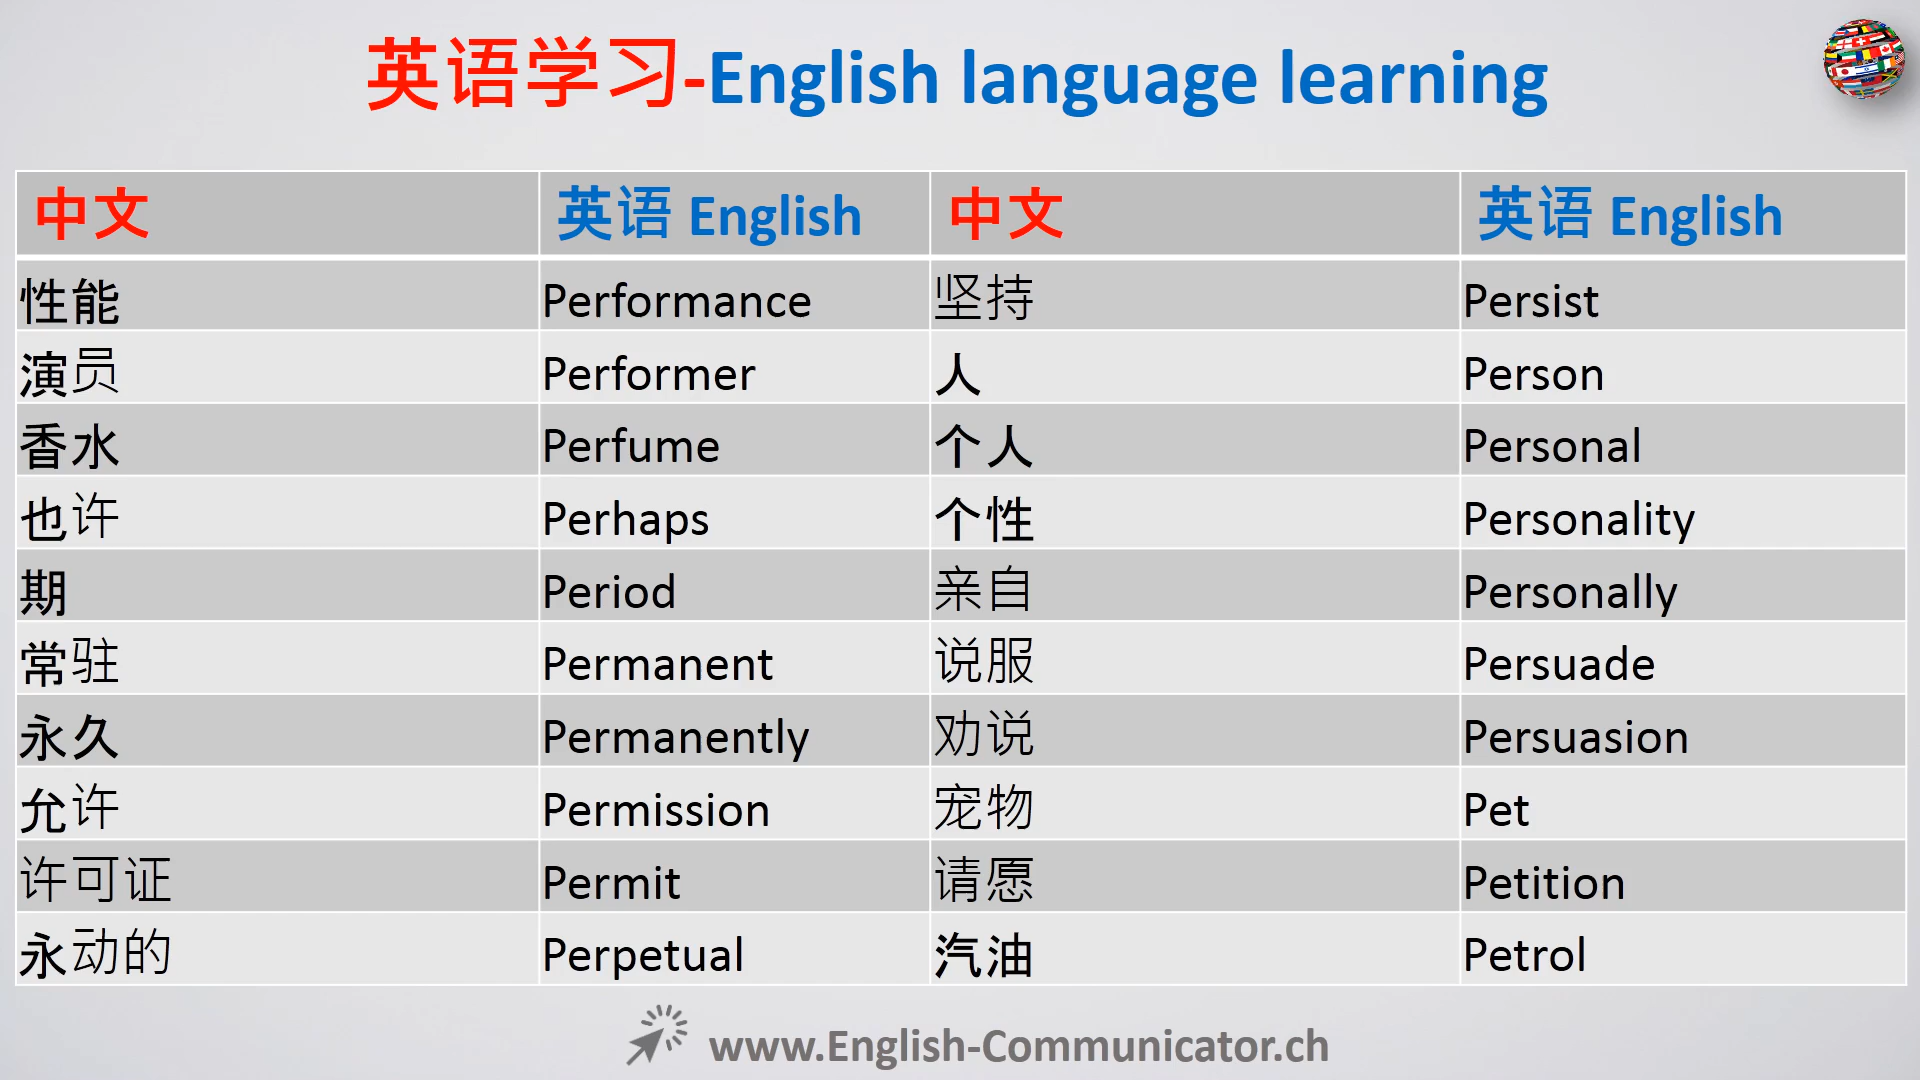 英语学习-English language learning
中文 英语 English 中文 英语 English
性能 Performance 坚持 Persist
演员 Performer 人 Person
香水 Perfume 个人 Personal
也许 Perhaps 个性 Personality
期 Period 亲自 Personally
常驻 Permanent 说服 Persuade
永久 Permanently 劝说 Persuasion
允许 Permission 宠物 Pet
许可证 Permit 请愿 Petition
永动的 Perpetual 汽油 Petrol
www.English-Communicator.ch